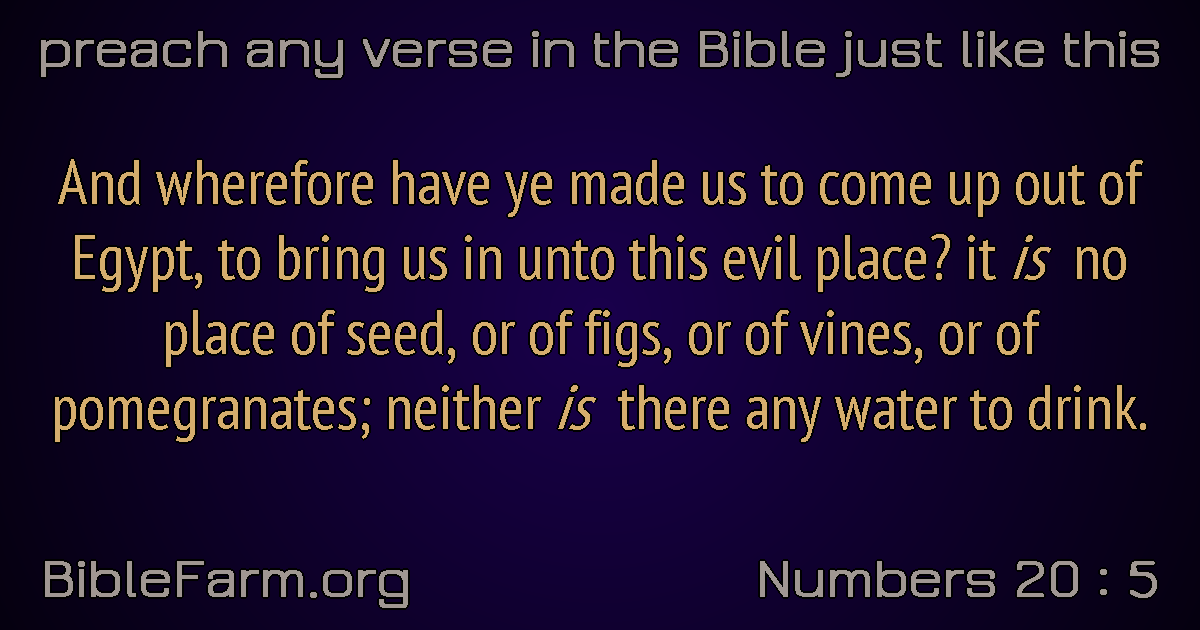 preach any verse in the Bible just like this
And wherefore have ye made us to come up out of
Egypt, to bring us in unto this evil place? it is no
place of seed, or of figs, or of vines, or of
pomegranates; neither is there any water to drink.
BibleFarm.org
Numbers 20 : 5